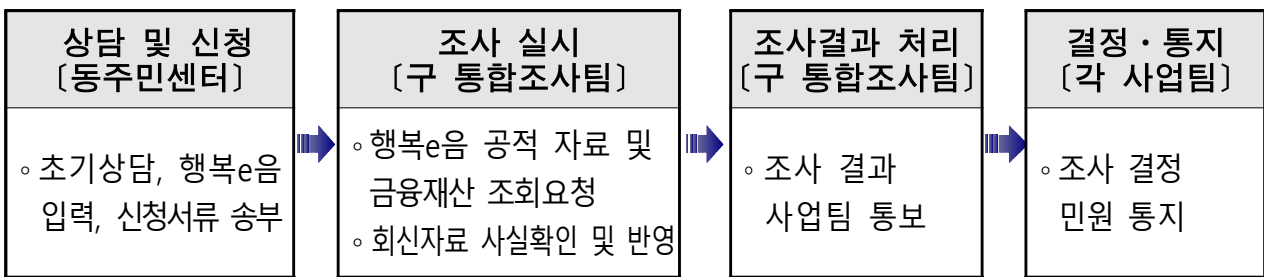 상담 및 신청
〔동주민센터〕
◦ 초기상담, 행복e음
입력, 신청서류 송부
조사 실시
〔구 통합조사팀〕
◦ 행복e음 공적 자료 및
금융재산 조회요청
◦ 회신자료 사실확인 및 반영
조사결과 처리
〔구 통합조사팀〕
◦ 조사 결과
사업팀 통보
결정・통지
〔각 사업팀〕
◦ 조사 결정
민원 통지